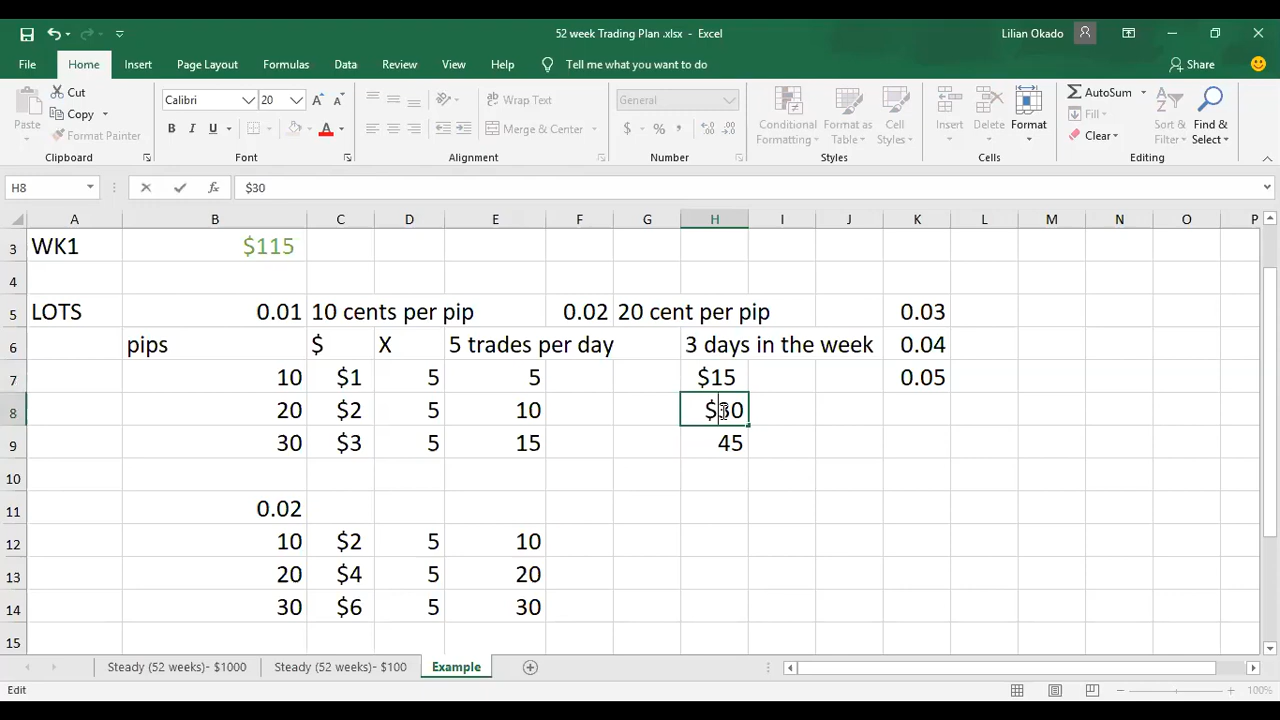 52 week Trading Plan .xlsx - Excel
Lilian Okado
File Home Insert Page Layout Formulas Data Review View Help Tell me what you want to do Share
Paste Cut Calibri 20 A A Wrap Text General Conditional Formatting Format as Table Cell Styles Insert Delete Format AutoSum Sort & Filter Find & Select
Copy Fill
Format Painter B I U A Merge & Center $ % , Clear
Clipboard Font Alignment Number Styles Cells Editing
H8 fx $30
A B C D E F G H I J K L M N O P
3 WK1 $115
4
5 LOTS 0.01 10 cents per pip 0.02 20 cent per pip 0.03
6 pips $ X 5 trades per day 3 days in the week 0.04
7 10 $1 5 5 $15 0.05
8 20 $2 5 10 $30
9 30 $3 5 15 45
10
11 0.02
12 10 $2 5 10
13 20 $4 5 20
14 30 $6 5 30
15
Steady (52 weeks)- $1000 Steady (52 weeks)- $100 Example
Edit 100%